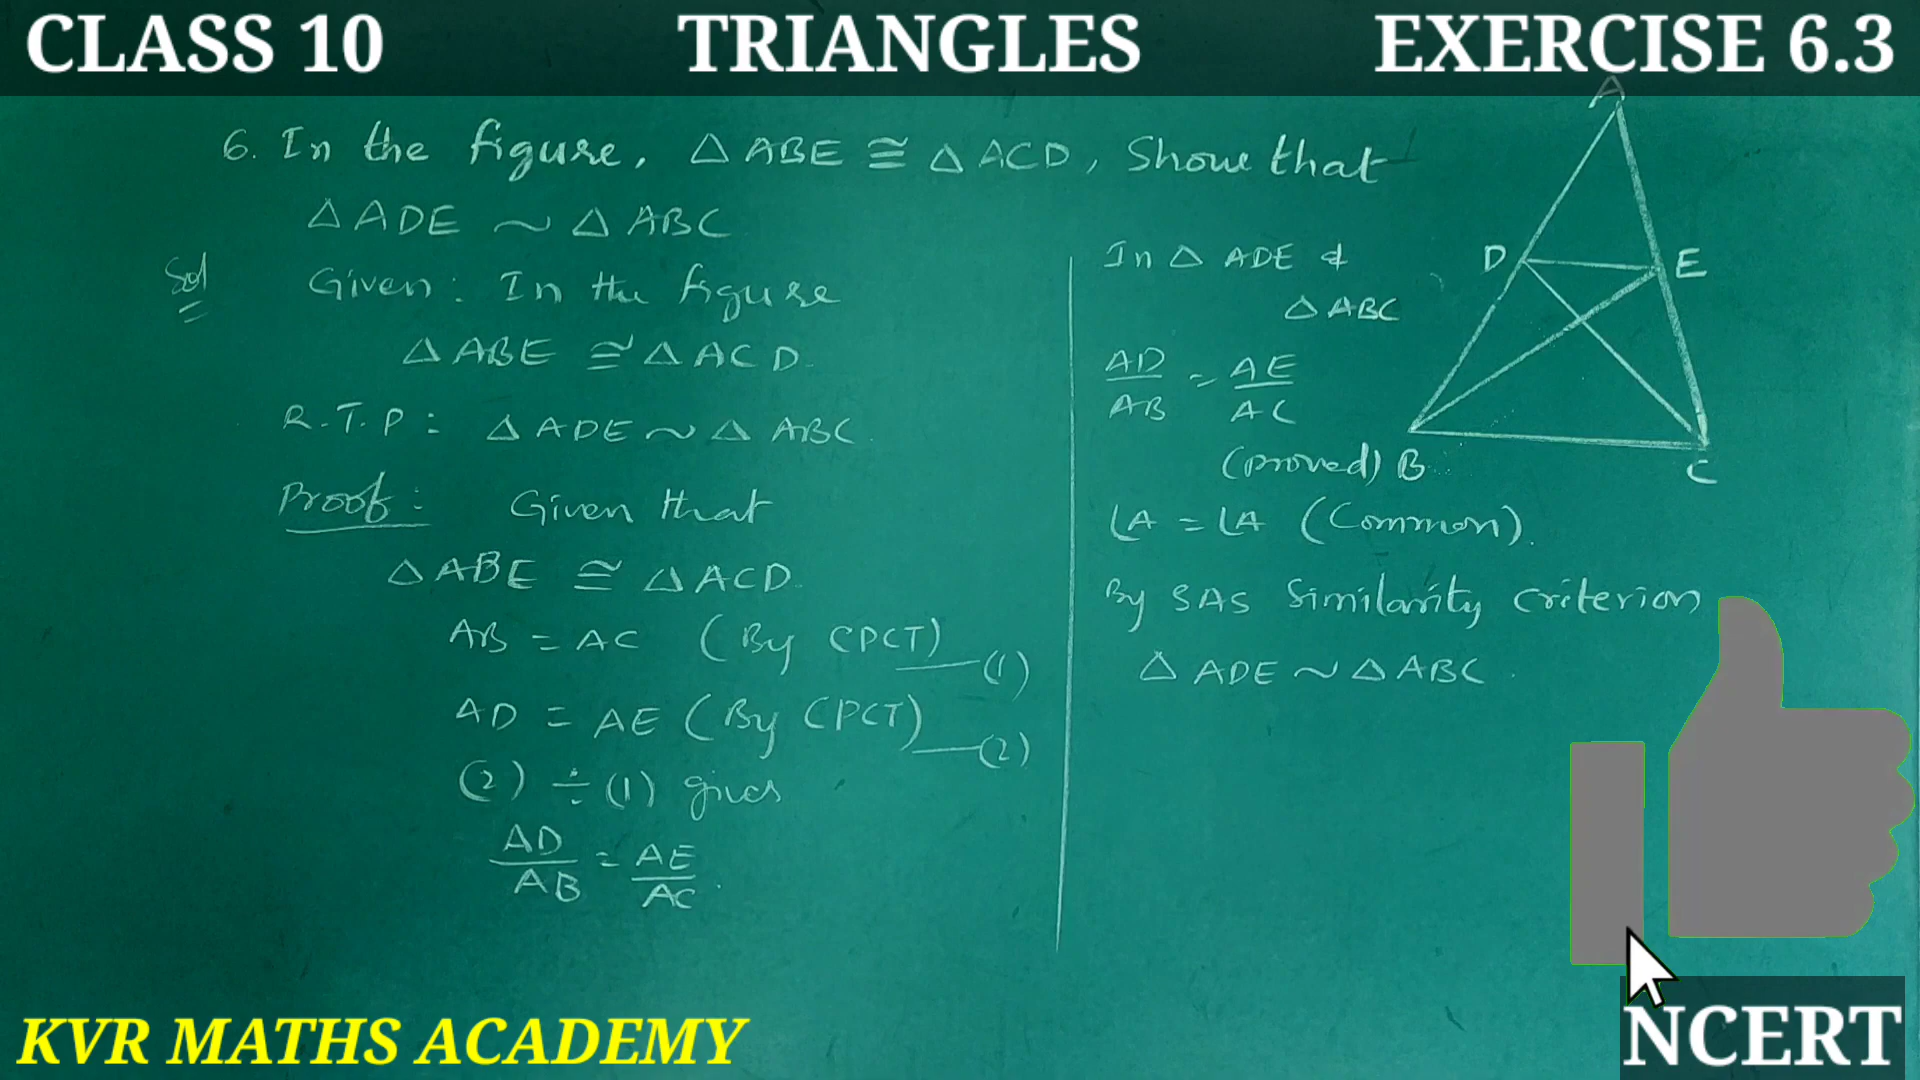 CLASS 10 TRIANGLES EXERCISE 6.3
6. In the figure, △ABE ≅ △ACD, Show that
△ADE ~ △ABC
Sol
Given: In the figure
△ABE ≅ △ACD.
R.T.P: △ADE ~ △ABC.
Proof: Given that
△ABE ≅ △ACD.
AB = AC (By CPCT) —(1)
AD = AE (By CPCT) —(2)
(2) ÷ (1) gives
AD/AB = AE/AC.
In △ADE &
△ABC
AD/AB = AE/AC
(proved)
∠A = ∠A (Common).
By SAS Similarity criterion
△ADE ~ △ABC.
A
D
E
B
C
KVR MATHS ACADEMY
NCERT